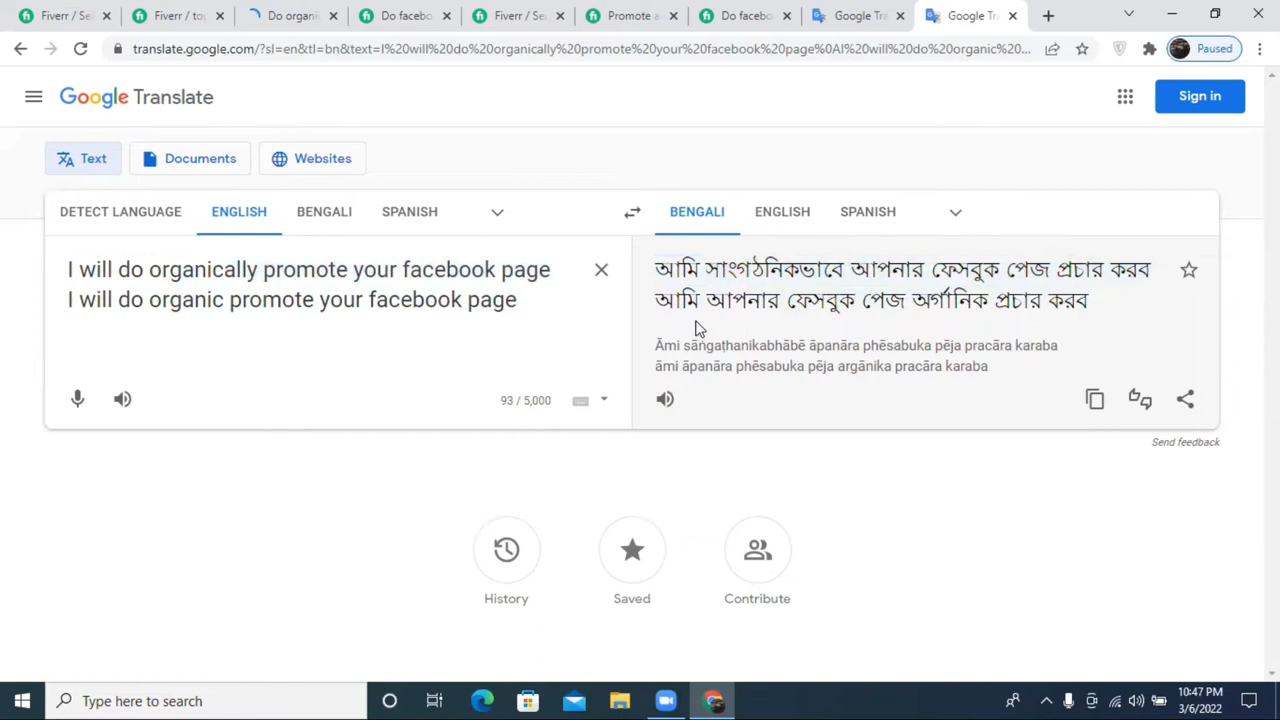 Fiverr / Se
Fiverr / to
Do organi
Do facebo
Fiverr / Se
Promote a
Do facebo
Google Tra
Google Tra
translate.google.com/?sl=en&tl=bn&text=I%20will%20do%20organically%20promote%20your%20facebook%20page%0AI%20will%20do%20organic%20...
Paused
Google Translate
Sign in
Text
Documents
Websites
DETECT LANGUAGE
ENGLISH
BENGALI
SPANISH
BENGALI
ENGLISH
SPANISH
I will do organically promote your facebook page
I will do organic promote your facebook page
আমি সাংগঠনিকভাবে আপনার ফেসবুক পেজ প্রচার করব
আমি আপনার ফেসবুক পেজ অর্গানিক প্রচার করব
Āmi sāṅgaṭhanikabhābē āpanāra phēsabuka pēja pracāra karaba
āmi āpanāra phēsabuka pēja argānika pracāra karaba
93 / 5,000
Send feedback
History
Saved
Contribute
Type here to search
10:47 PM
3/6/2022